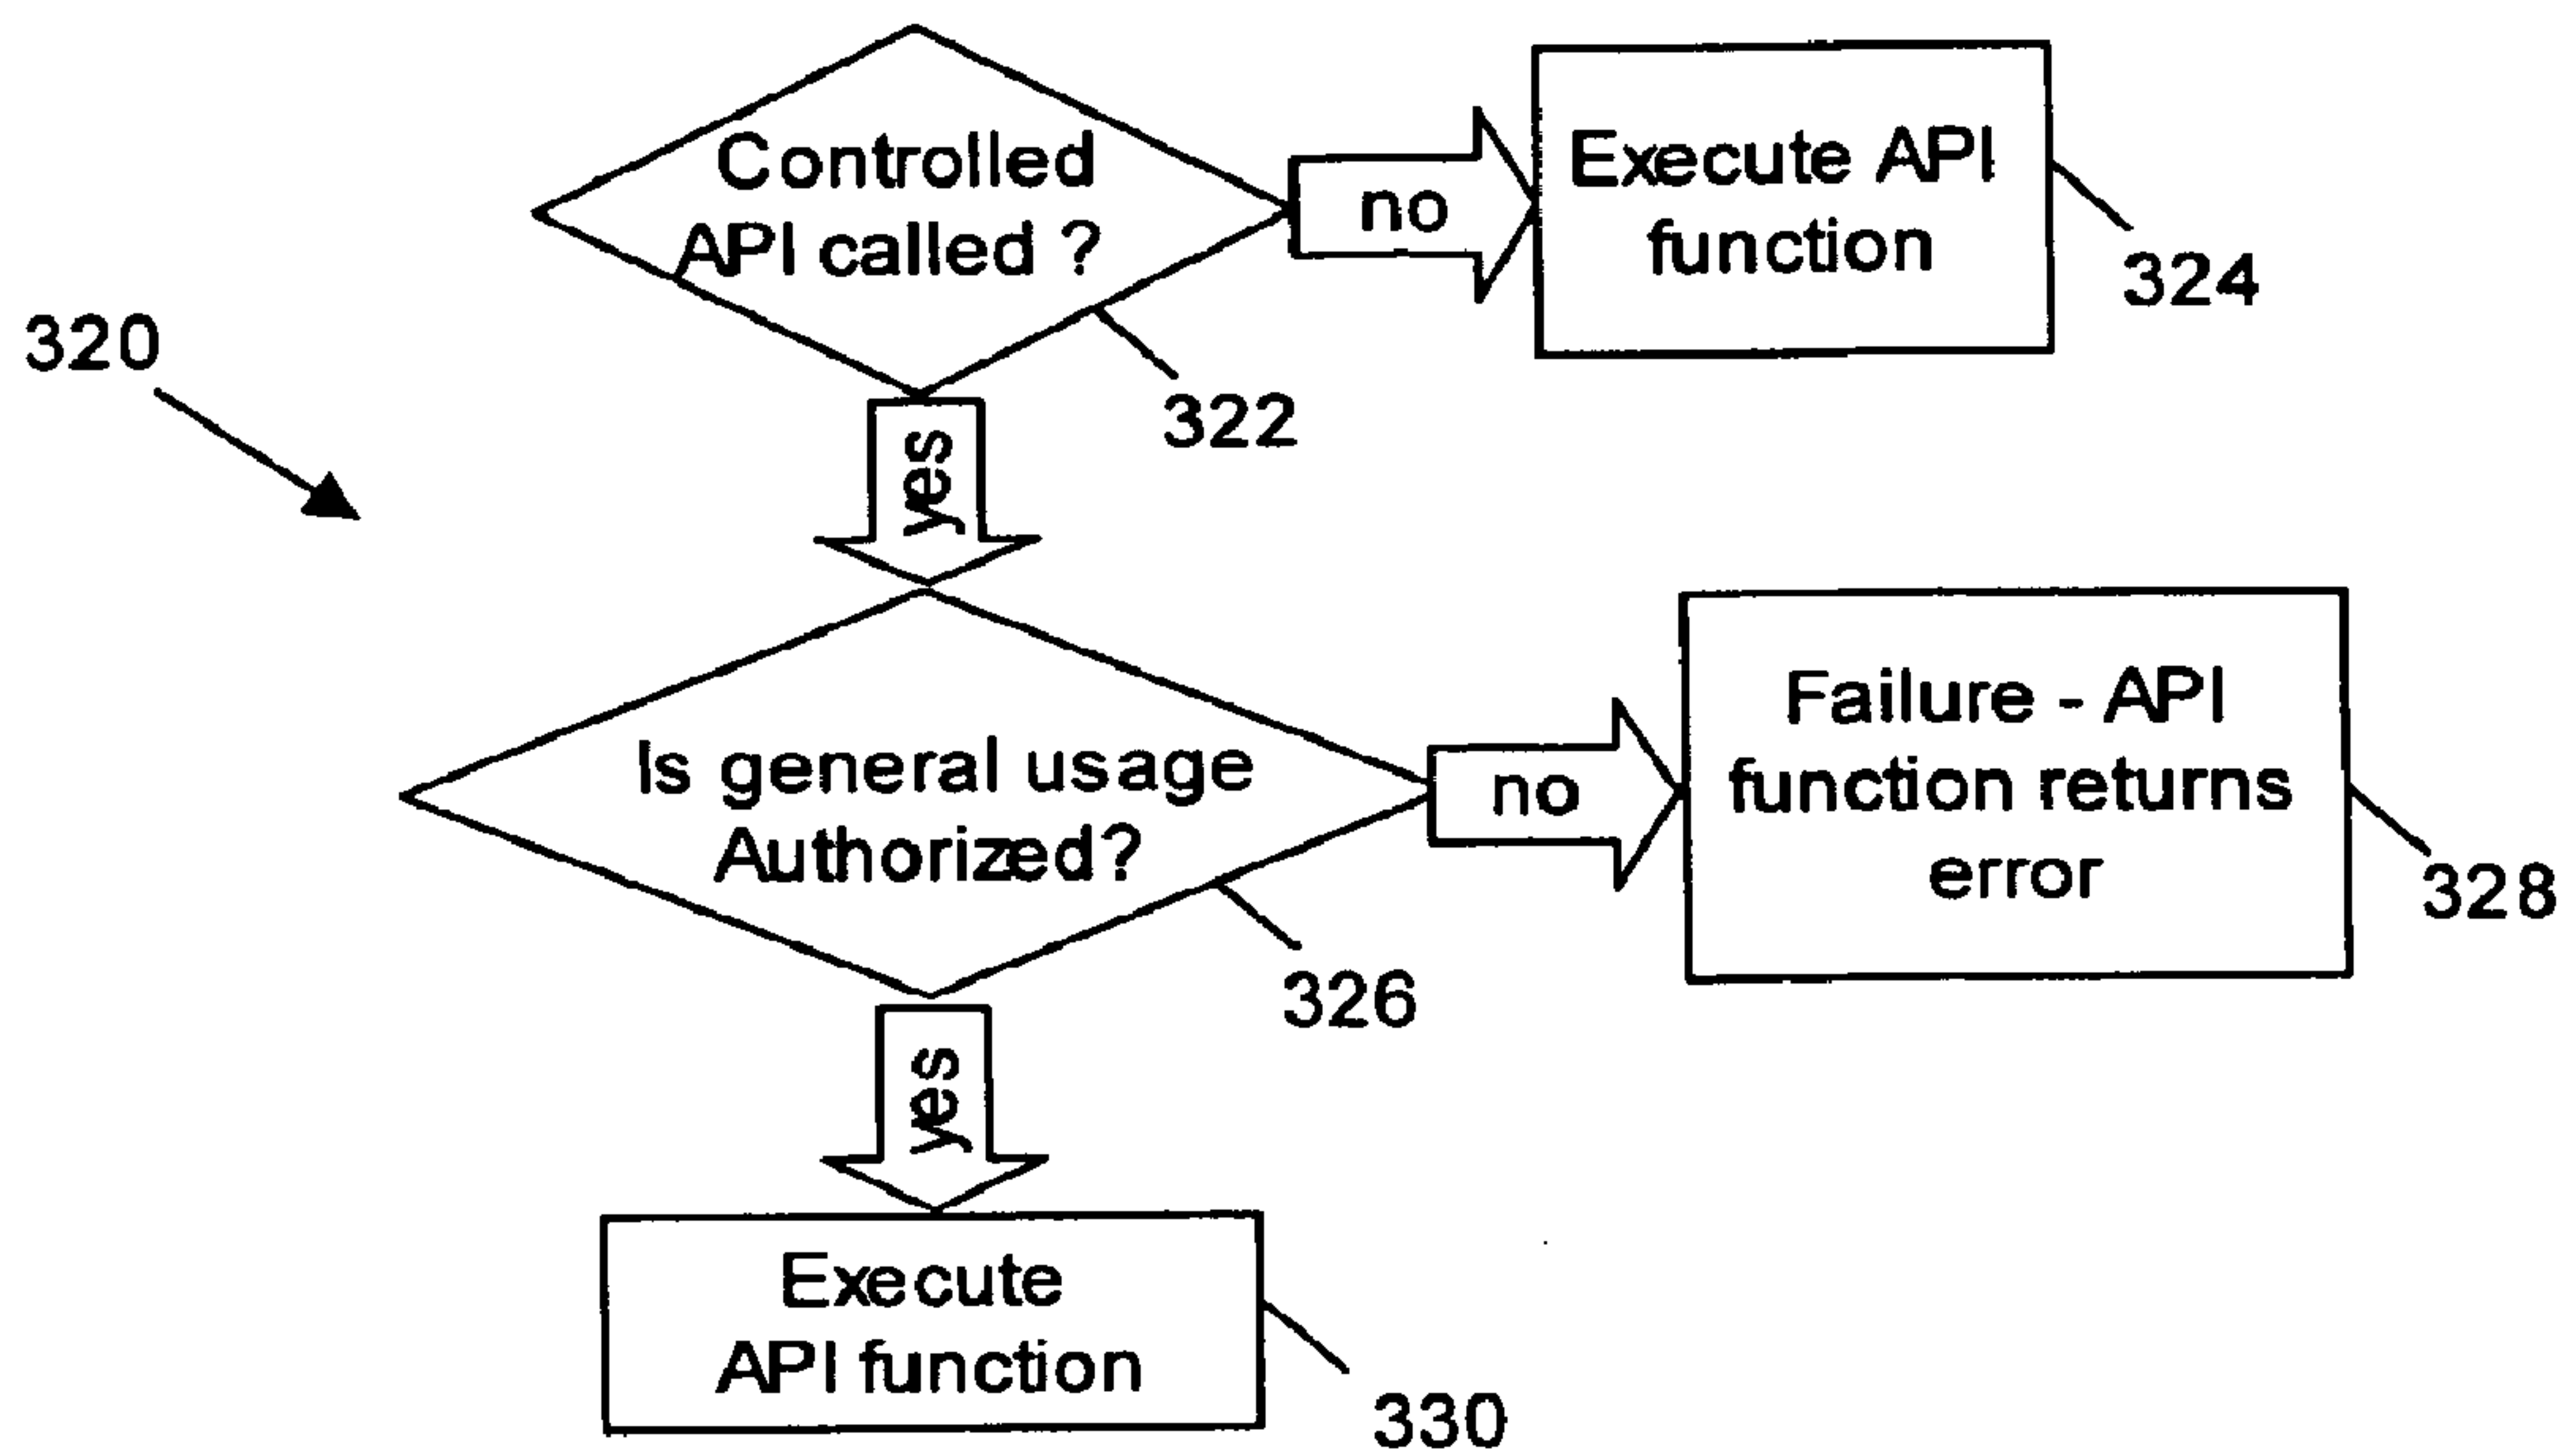 Controlled
API called ?
no
Execute API
function
324
320
322
yes
Is general usage
Authorized?
no
Failure - API
function returns
error
328
326
yes
Execute
API function
330